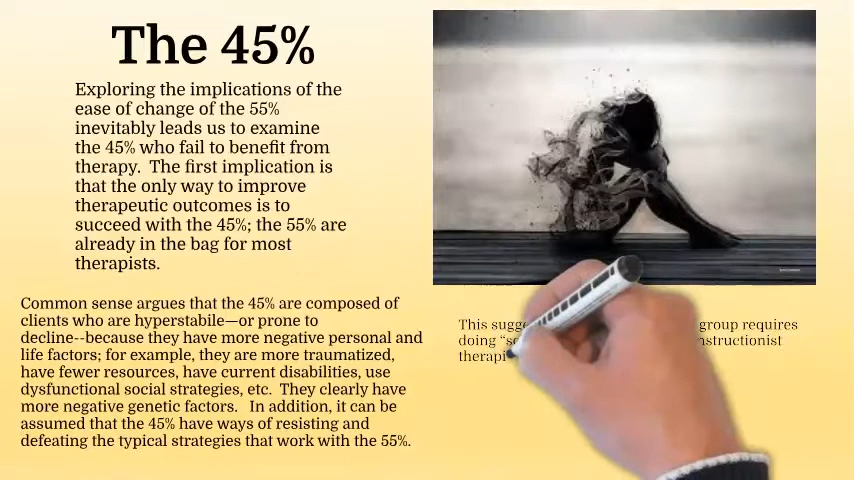 The 45%
Exploring the implications of the
ease of change of the 55%
inevitably leads us to examine
the 45% who fail to benefit from
therapy.  The first implication is
that the only way to improve
therapeutic outcomes is to
succeed with the 45%; the 55% are
already in the bag for most
therapists.
Common sense argues that the 45% are composed of
clients who are hyperstabile—or prone to
decline--because they have more negative personal and
life factors; for example, they are more traumatized,
have fewer resources, have current disabilities, use
dysfunctional social strategies, etc.  They clearly have
more negative genetic factors.   In addition, it can be
assumed that the 45% have ways of resisting and
defeating the typical strategies that work with the 55%.
This group requires
doing